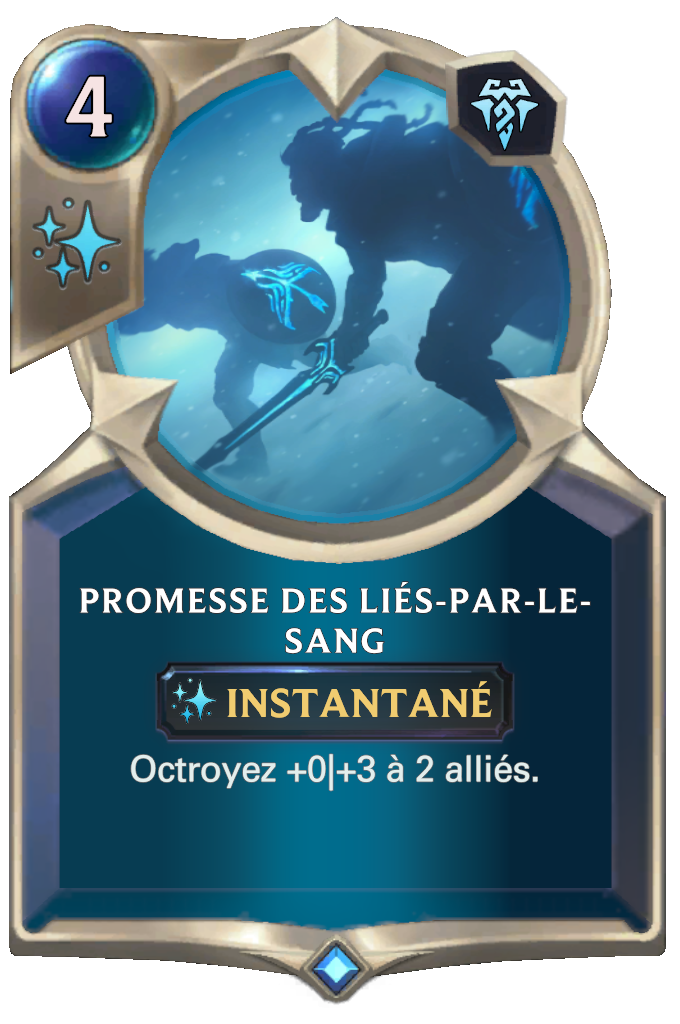 4
PROMESSE DES LIÉS-PAR-LE-
SANG
INSTANTANÉ
Octroyez +0|+3 à 2 alliés.